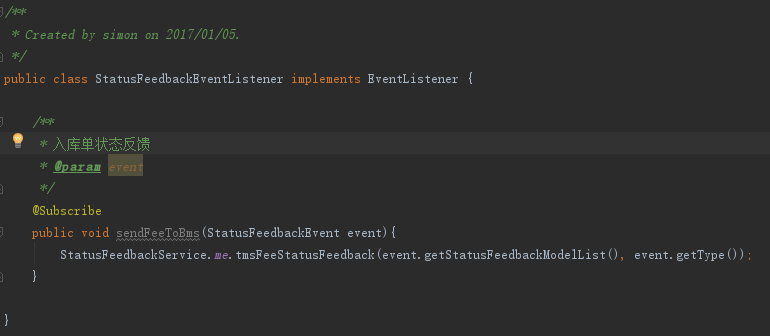 /**
 * Created by simon on 2017/01/05.
 */
public class StatusFeedbackEventListener implements EventListener {
/**
 * 入库单状态反馈
 * @param event
 */
@Subscribe
public void sendFeeToBms(StatusFeedbackEvent event){
StatusFeedbackService.me.tmsFeeStatusFeedback(event.getStatusFeedbackModelList(), event.getType());
}
}